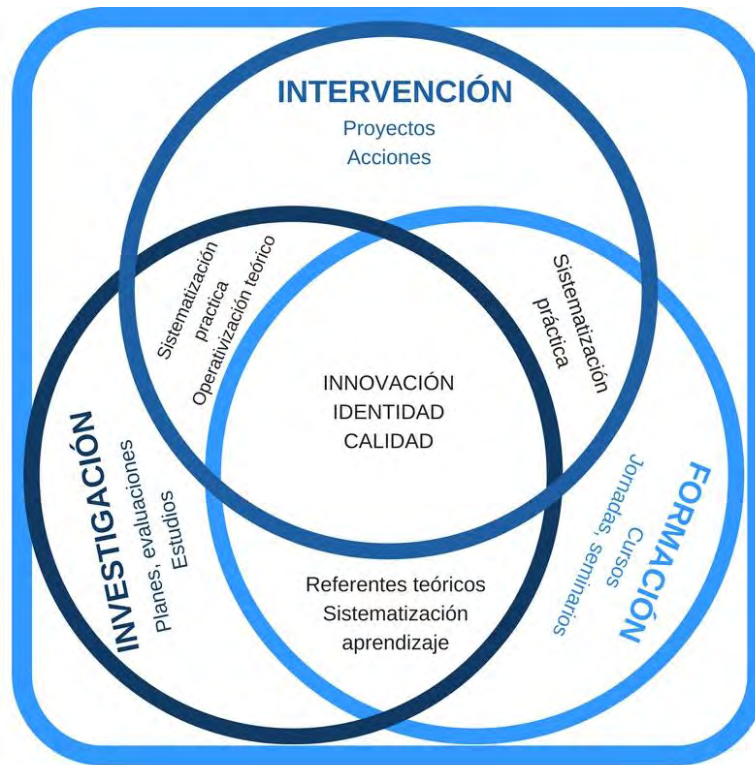 INTERVENCIÓN
Proyectos
Acciones
Sistematización
practica
Operativización teórico
Sistematización
práctica
INNOVACIÓN
IDENTIDAD
CALIDAD
INVESTIGACIÓN
Planes, evaluaciones
Estudios
FORMACIÓN
Cursos
Jornadas, seminarios
Referentes teóricos
Sistematización
aprendizaje